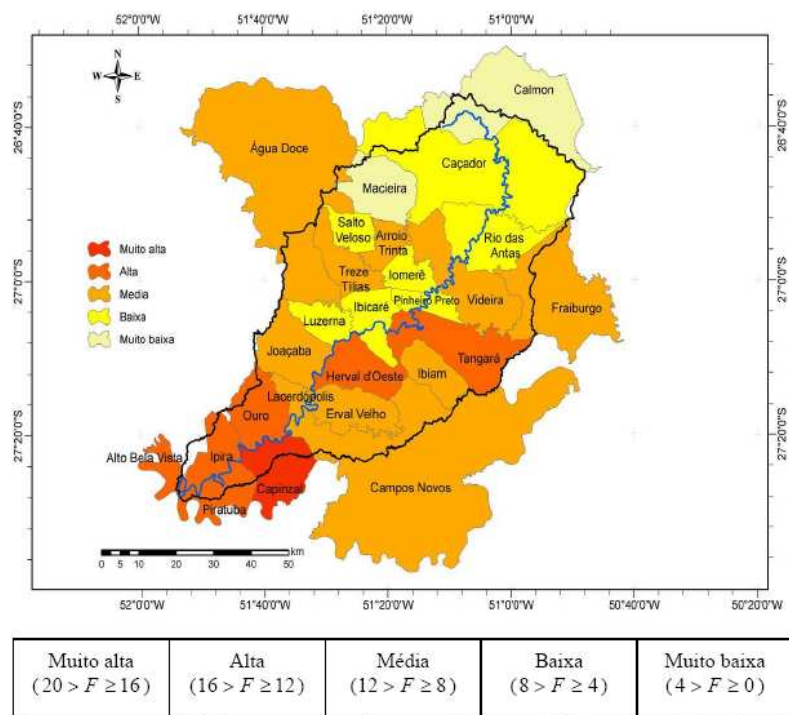 52°0'0"W 51°40'0"W 51°20'0"W 51°0'0"W
N
W E
S
26°40'0"S
26°40'0"S
27°0'0"S
27°0'0"S
27°20'0"S
27°20'0"S
Calmon
Água Doce
Caçador
Macieira
Salto
Veloso
Arroio
Trinta
Rio das
Antas
Treze
Tílias
Iomerê
Ibicaré
Pinheiro Preto
Videira
Fraiburgo
Luzerna
Joaçaba
Tangará
Herval d'Oeste
Ibiam
Lacerdópolis
Ouro
Erval Velho
Alto Bela Vista
Ipira
Capinzal
Campos Novos
Piratuba
Muito alta
Alta
Media
Baixa
Muito baixa
km
0 5 10 20 30 40 50
52°0'0"W 51°40'0"W 51°20'0"W 51°0'0"W 50°40'0"W 50°20'0"W
Muito alta Alta Média Baixa Muito baixa
(20 > F ≥ 16) (16 > F ≥ 12) (12 > F ≥ 8) (8 > F ≥ 4) (4 > F ≥ 0)